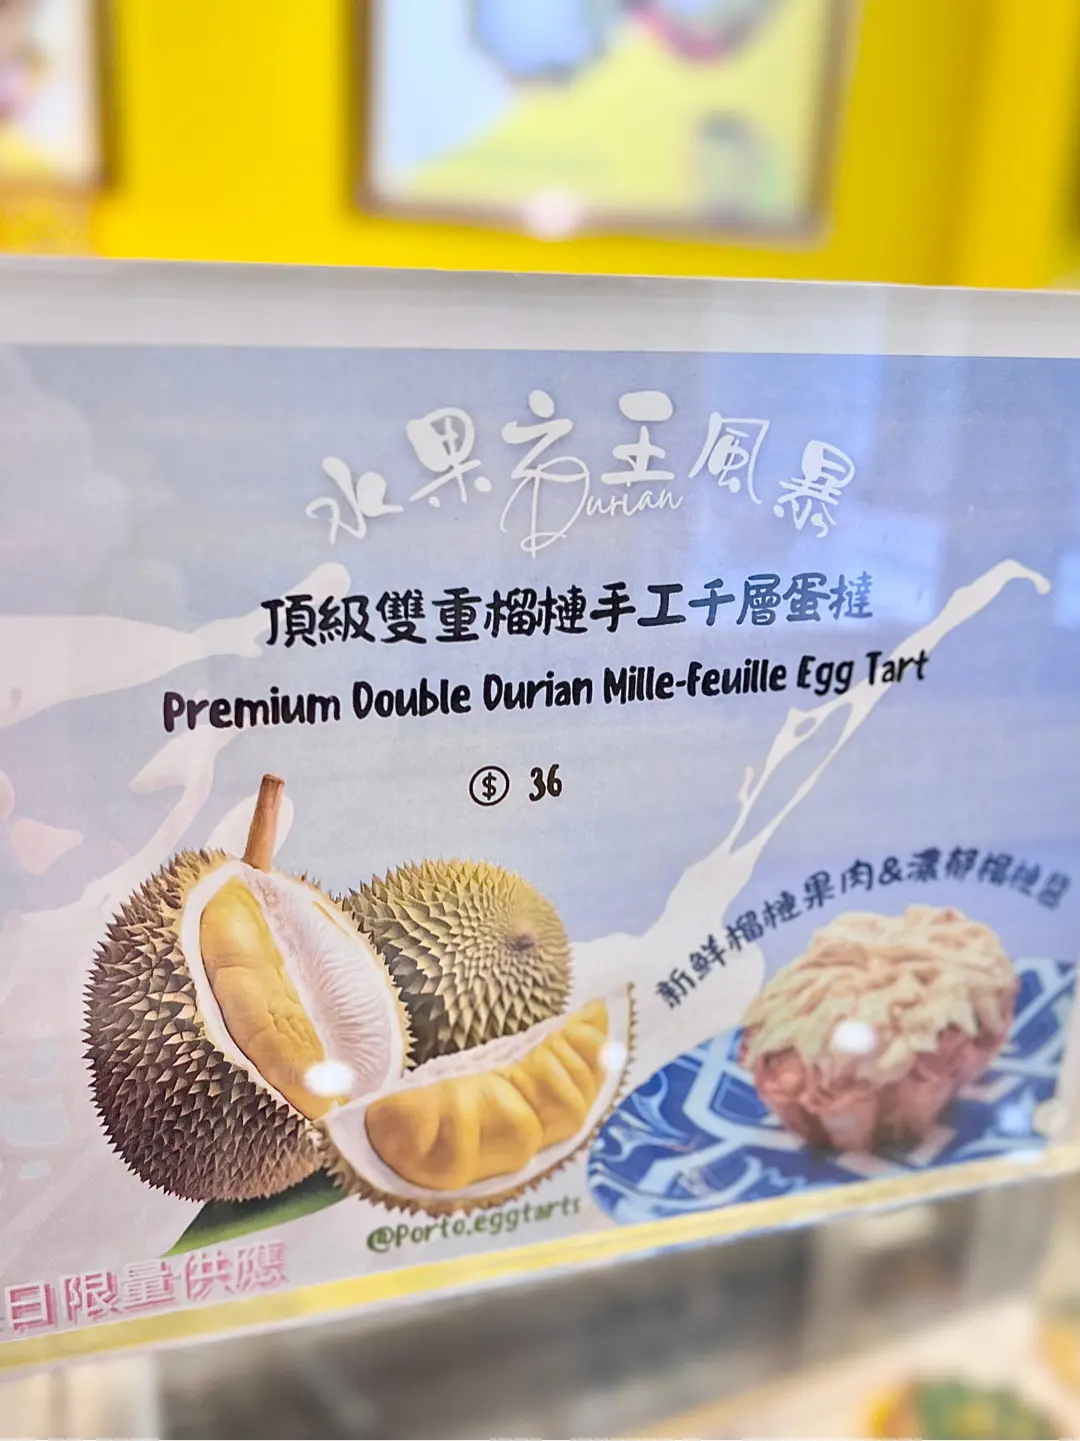 水果之王風暴
Durian
頂級雙重榴槤手工千層蛋撻
Premium Double Durian Mille-Feuille Egg Tart
$ 36
新鮮榴槤果肉&濃郁榴槤醬
@Porto.eggtarts
日限量供應